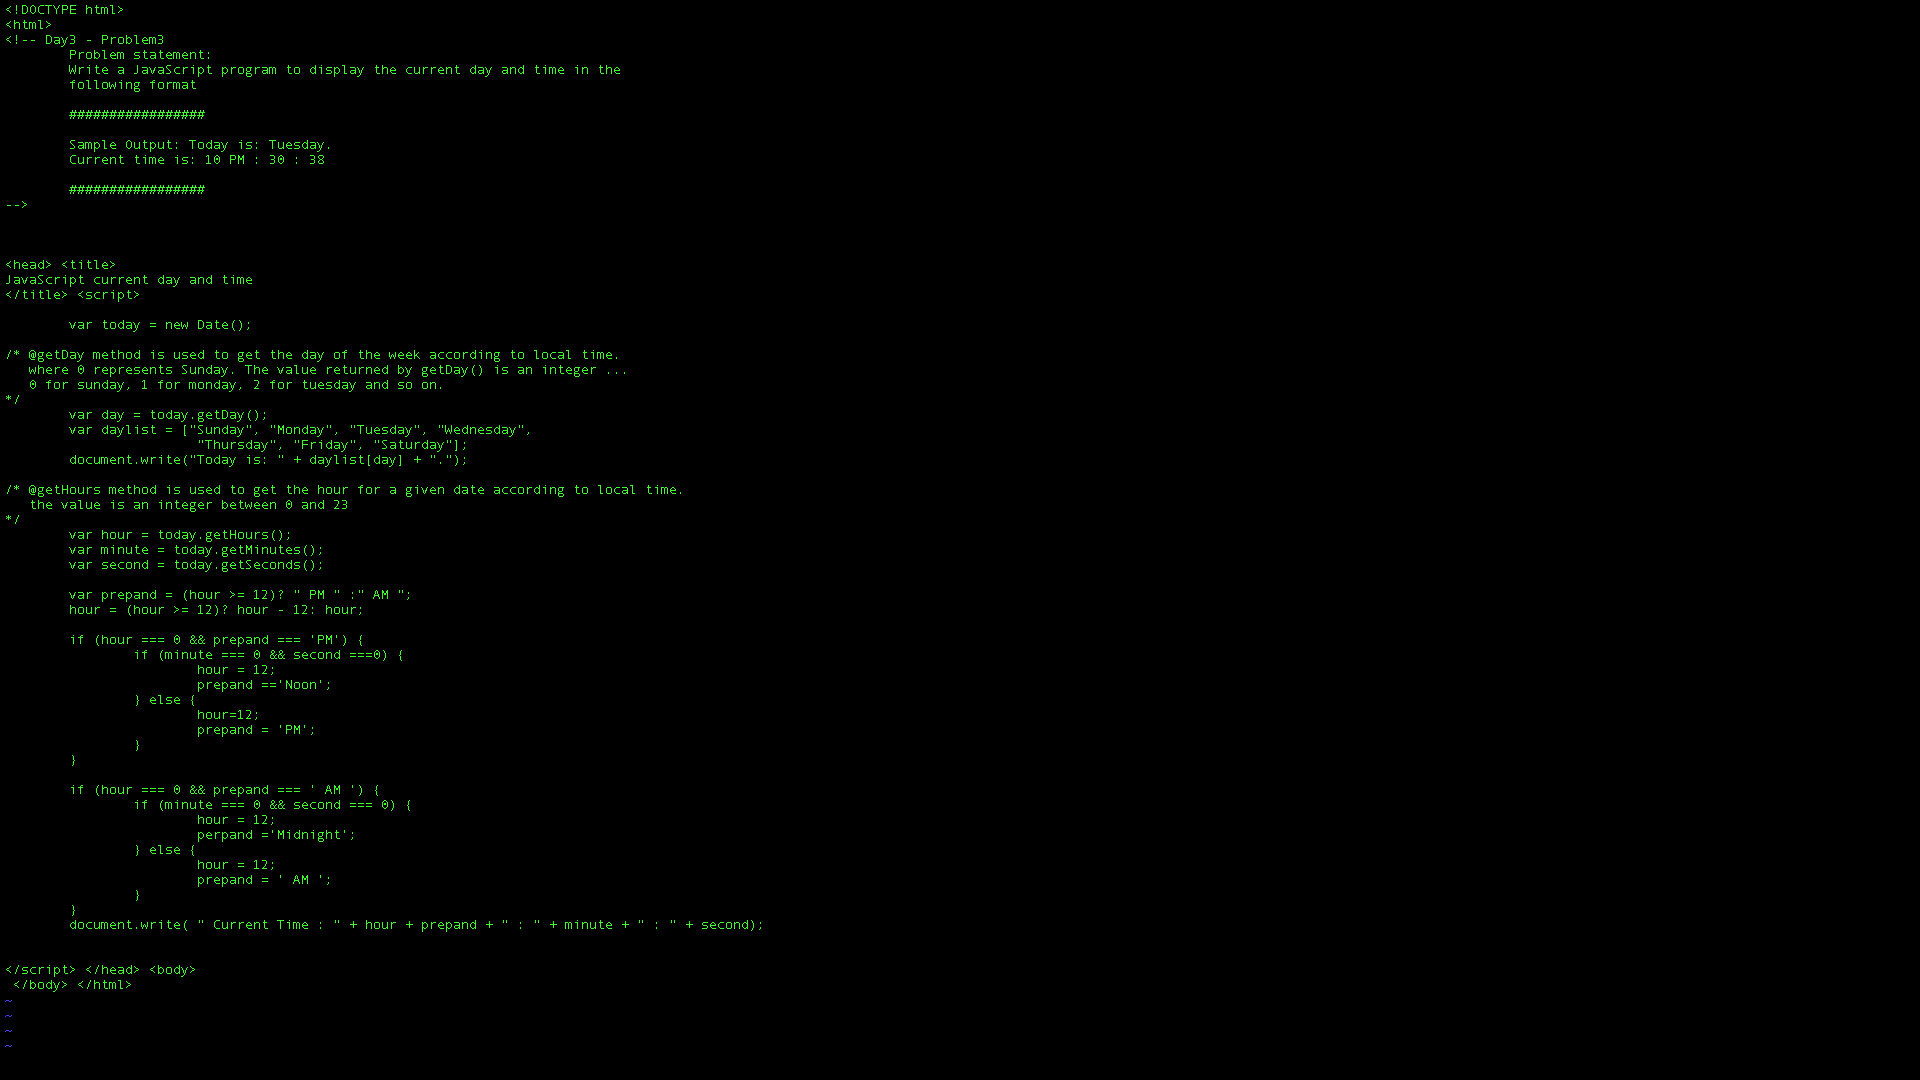 <!DOCTYPE html>
<html>
<!-- Day3 - Problem3
        Problem statement:
        Write a JavaScript program to display the current day and time in the
        following format

        #################

        Sample Output: Today is: Tuesday.
        Current time is: 10 PM : 30 : 38

        #################
-->



<head> <title>
JavaScript current day and time
</title> <script>

        var today = new Date();

/* @getDay method is used to get the day of the week according to local time.
   where 0 represents Sunday. The value returned by getDay() is an integer ...
   0 for sunday, 1 for monday, 2 for tuesday and so on.
*/
        var day = today.getDay();
        var daylist = ["Sunday", "Monday", "Tuesday", "Wednesday",
                        "Thursday", "Friday", "Saturday"];
        document.write("Today is: " + daylist[day] + ".");

/* @getHours method is used to get the hour for a given date according to local time.
   the value is an integer between 0 and 23
*/
        var hour = today.getHours();
        var minute = today.getMinutes();
        var second = today.getSeconds();

        var prepand = (hour >= 12)? " PM " :" AM ";
        hour = (hour >= 12)? hour - 12: hour;

        if (hour === 0 && prepand === 'PM') {
                if (minute === 0 && second ===0) {
                        hour = 12;
                        prepand =='Noon';
                } else {
                        hour=12;
                        prepand = 'PM';
                }
        }

        if (hour === 0 && prepand === ' AM ') {
                if (minute === 0 && second === 0) {
                        hour = 12;
                        perpand ='Midnight';
                } else {
                        hour = 12;
                        prepand = ' AM ';
                }
        }
        document.write( " Current Time : " + hour + prepand + " : " + minute + " : " + second);


</script> </head> <body>
 </body> </html>
~
~
~
~